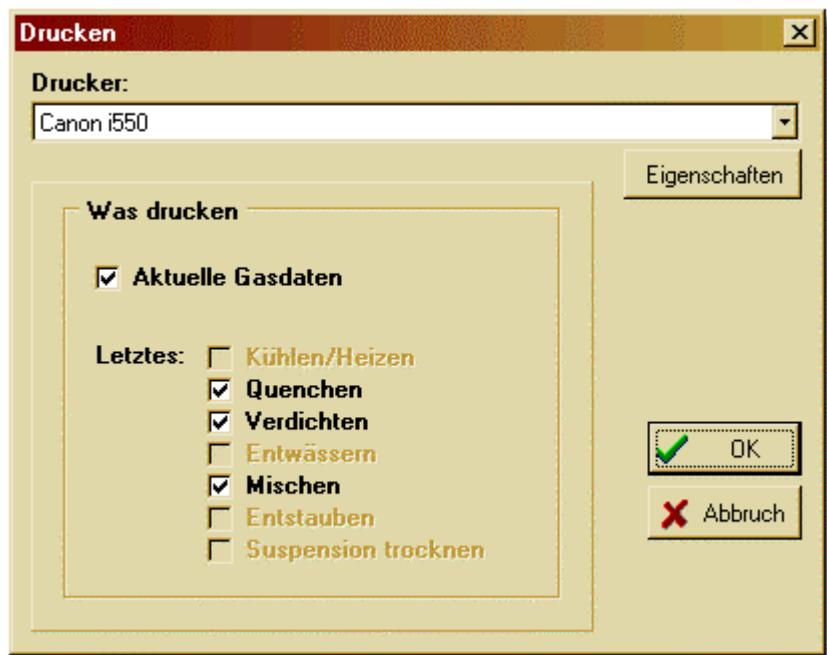 Drucken
Drucker:
Canon i550
Eigenschaften
Was drucken
Aktuelle Gasdaten
Letztes: Kühlen/Heizen
Quenchen
Verdichten
Entwässern
Mischen
Entstauben
Suspension trocknen
OK
Abbruch